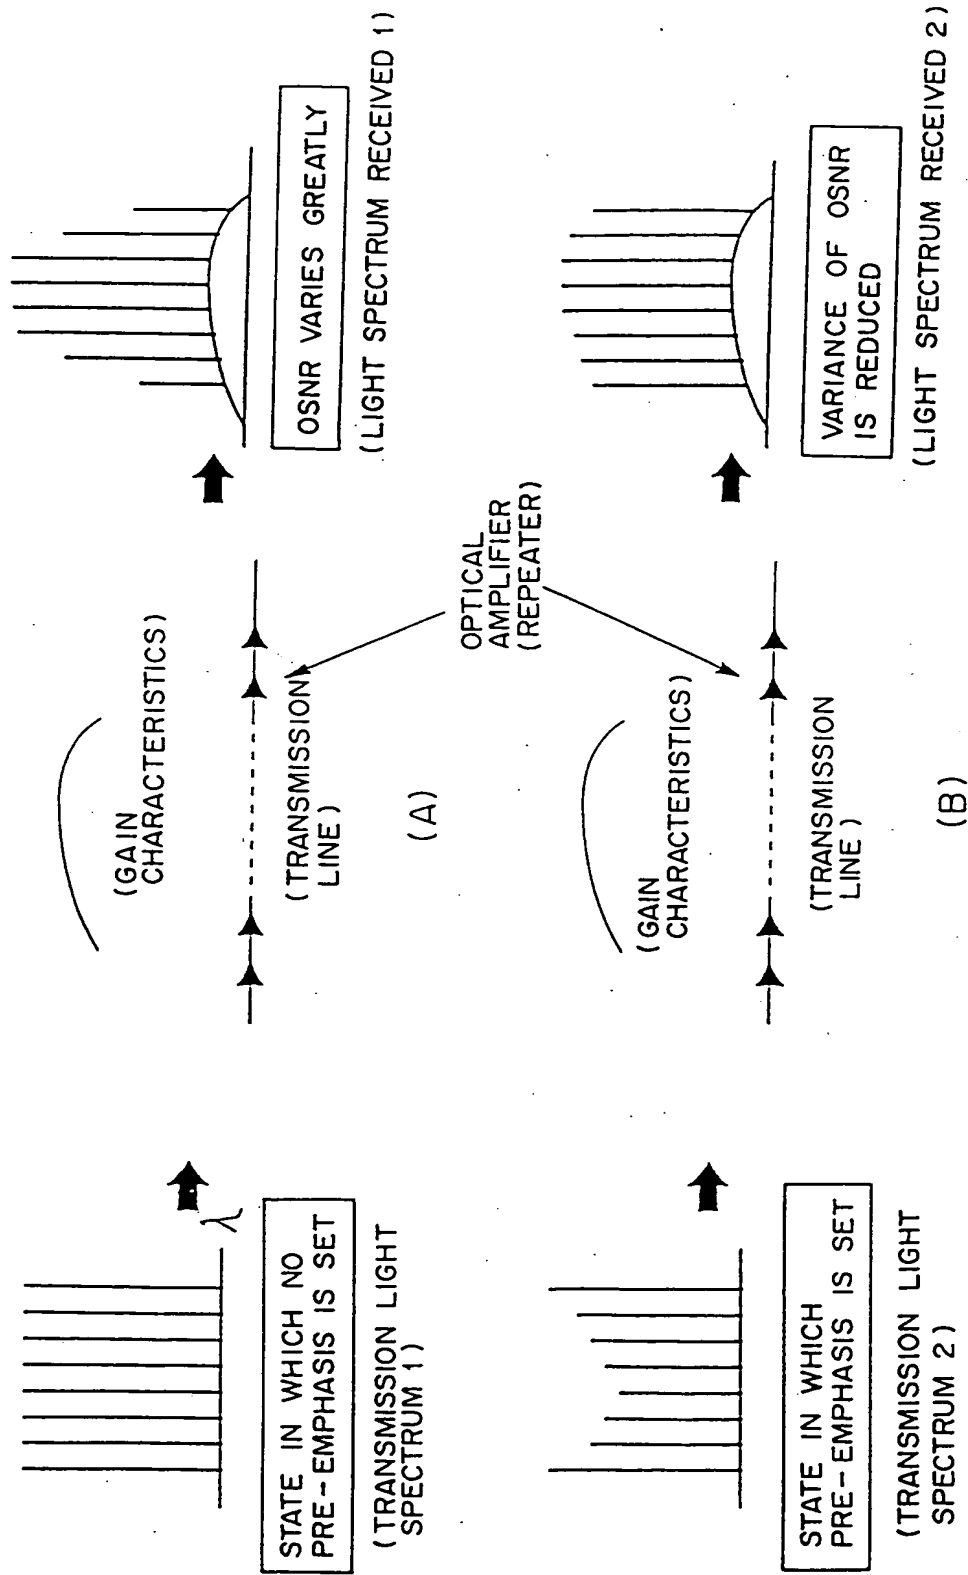 STATE IN WHICH NO
PRE-EMPHASIS IS SET
(TRANSMISSION LIGHT
SPECTRUM 1)
λ
(GAIN
CHARACTERISTICS)
(TRANSMISSION
LINE)
(A)
OSNR VARIES GREATLY
(LIGHT SPECTRUM RECEIVED 1)
OPTICAL
AMPLIFIER
(REPEATER)
STATE IN WHICH
PRE-EMPHASIS IS SET
(TRANSMISSION LIGHT
SPECTRUM 2)
(GAIN
CHARACTERISTICS)
(TRANSMISSION
LINE)
(B)
VARIANCE OF OSNR
IS REDUCED
(LIGHT SPECTRUM RECEIVED 2)